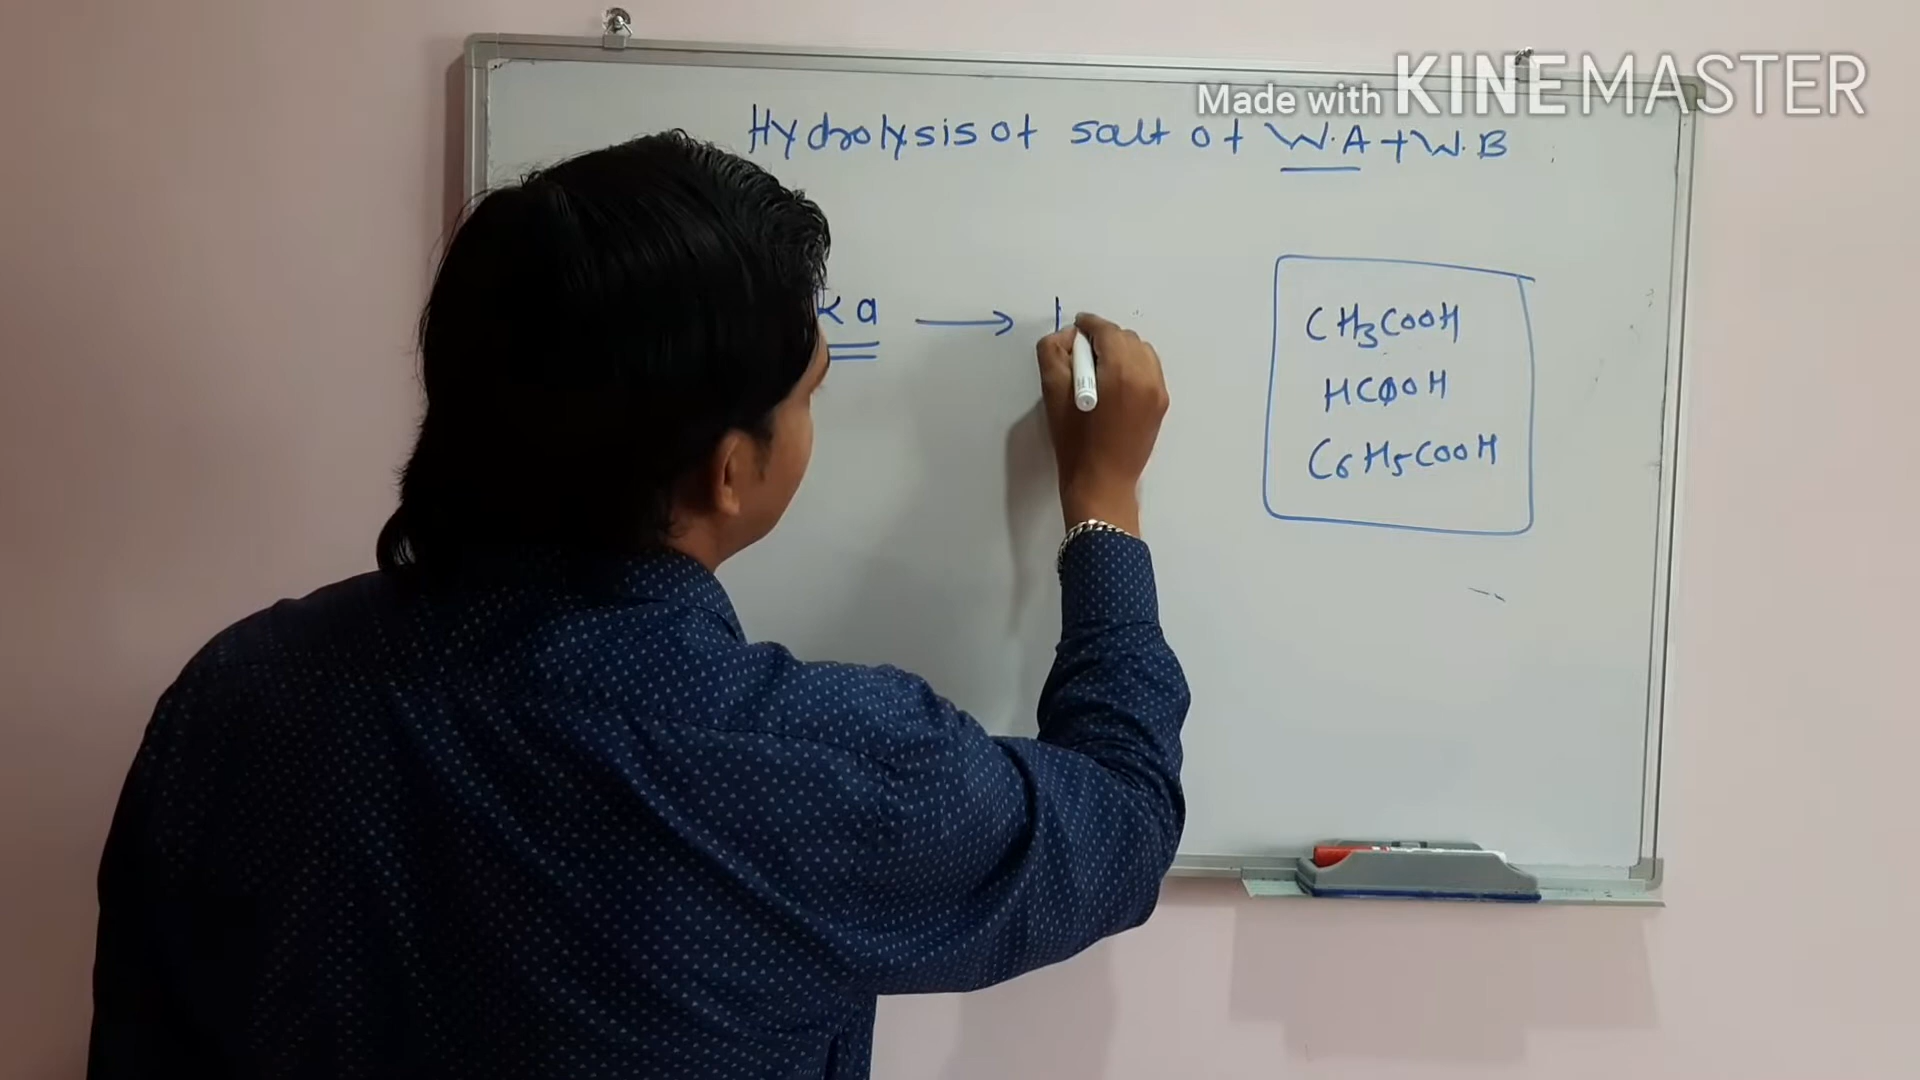 Made with KINEMASTER
Hydrolysis of salt of W.A + W.B
Ka →
CH3COOH
HCOOH
C6H5COOH